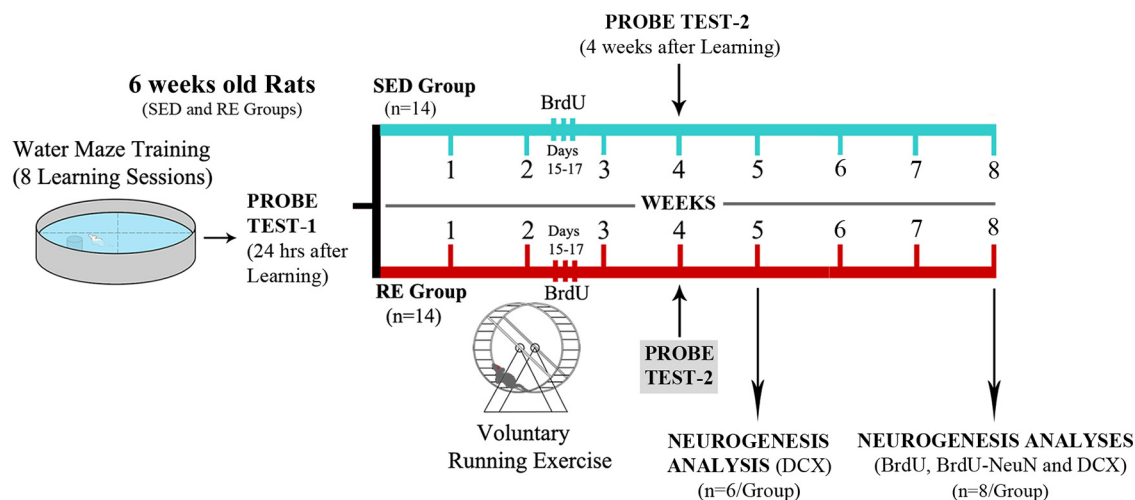 PROBE TEST-2
(4 weeks after Learning)
6 weeks old Rats
(SED and RE Groups)
SED Group
(n=14)
BrdU
Water Maze Training
(8 Learning Sessions)
PROBE
TEST-1
(24 hrs after
Learning)
1 2 Days 3 4 5 6 7 8
15-17
WEEKS
1 2 Days 3 4 5 6 7 8
15-17
BrdU
RE Group
(n=14)
PROBE
TEST-2
Voluntary
Running Exercise
NEUROGENESIS
ANALYSIS (DCX)
(n=6/Group)
NEUROGENESIS ANALYSES
(BrdU, BrdU-NeuN and DCX)
(n=8/Group)